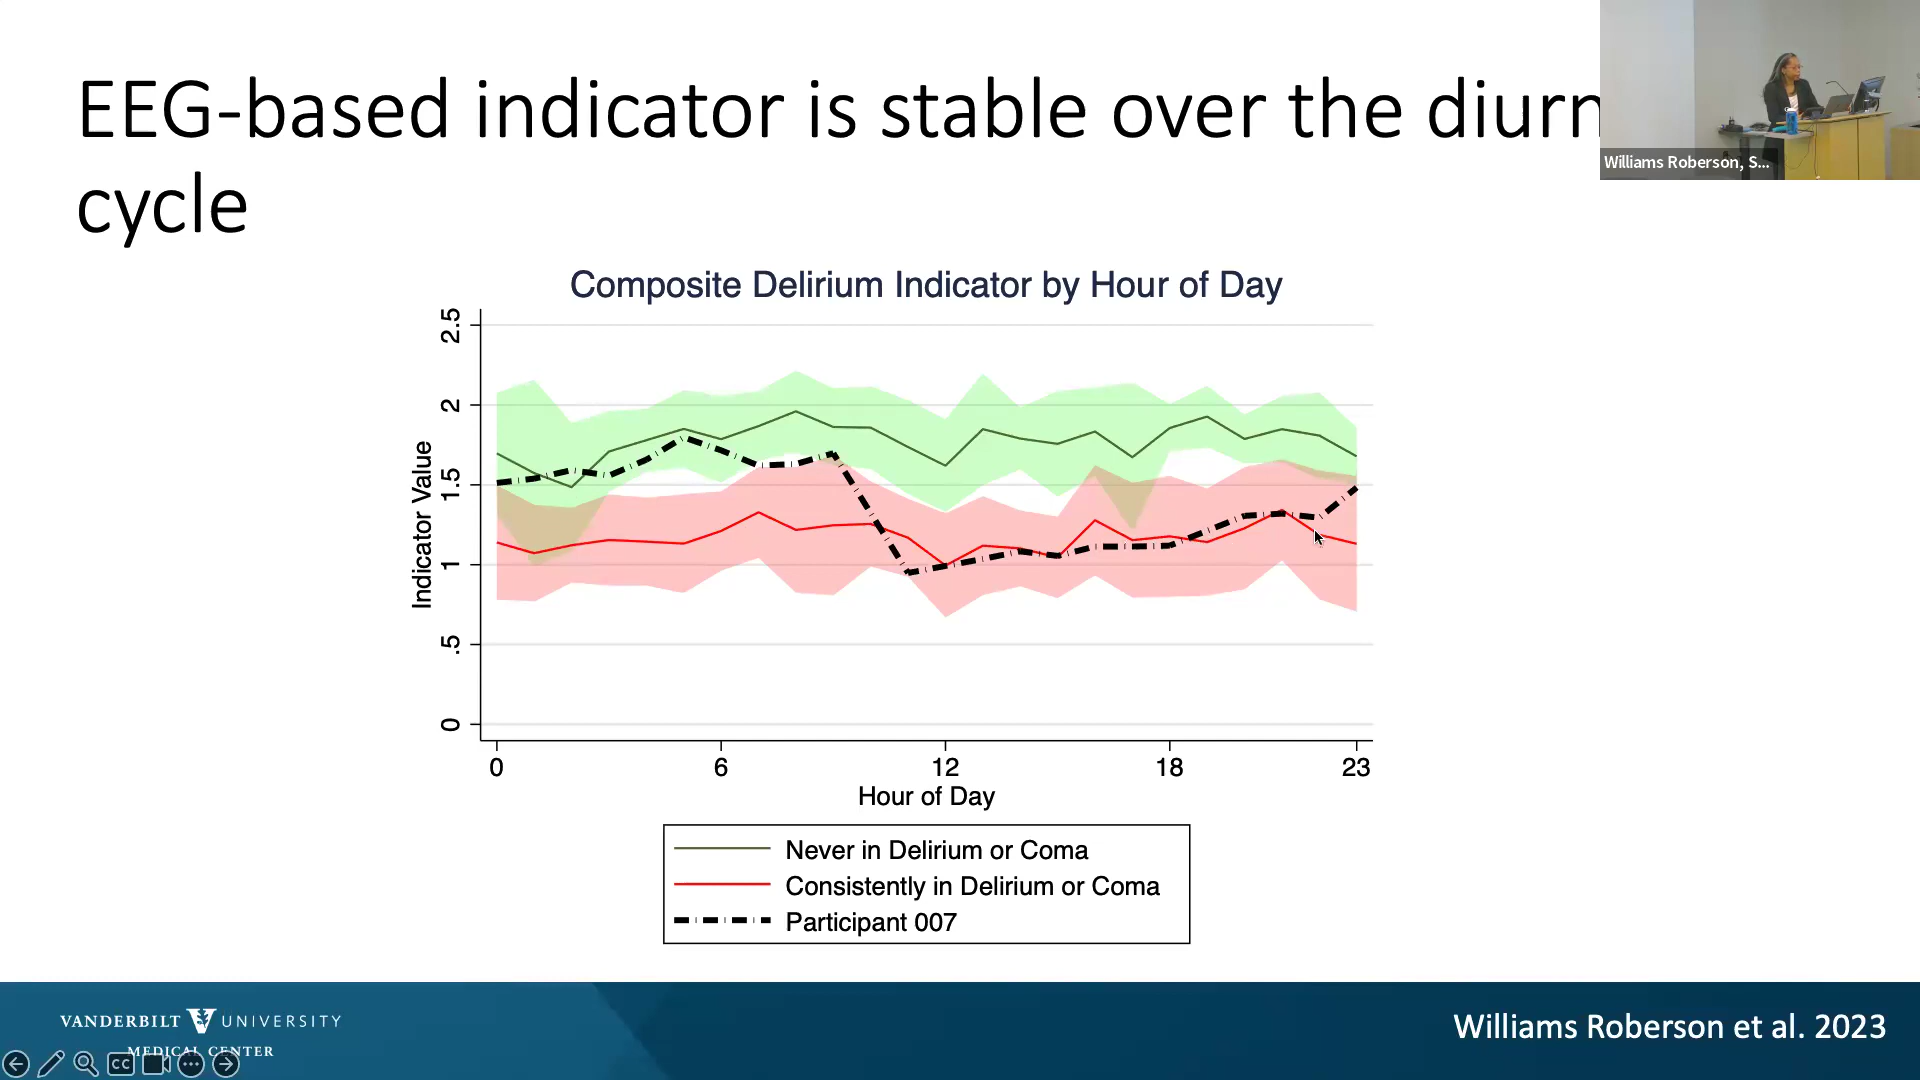 EEG-based indicator is stable over the diurn
cycle
Williams Roberson, S...
Composite Delirium Indicator by Hour of Day
Indicator Value
2.5
2
1.5
1
.5
0
0 6 12 18 23
Hour of Day
Never in Delirium or Coma
Consistently in Delirium or Coma
Participant 007
VANDERBILT V UNIVERSITY
MEDICAL CENTER
Williams Roberson et al. 2023
CC